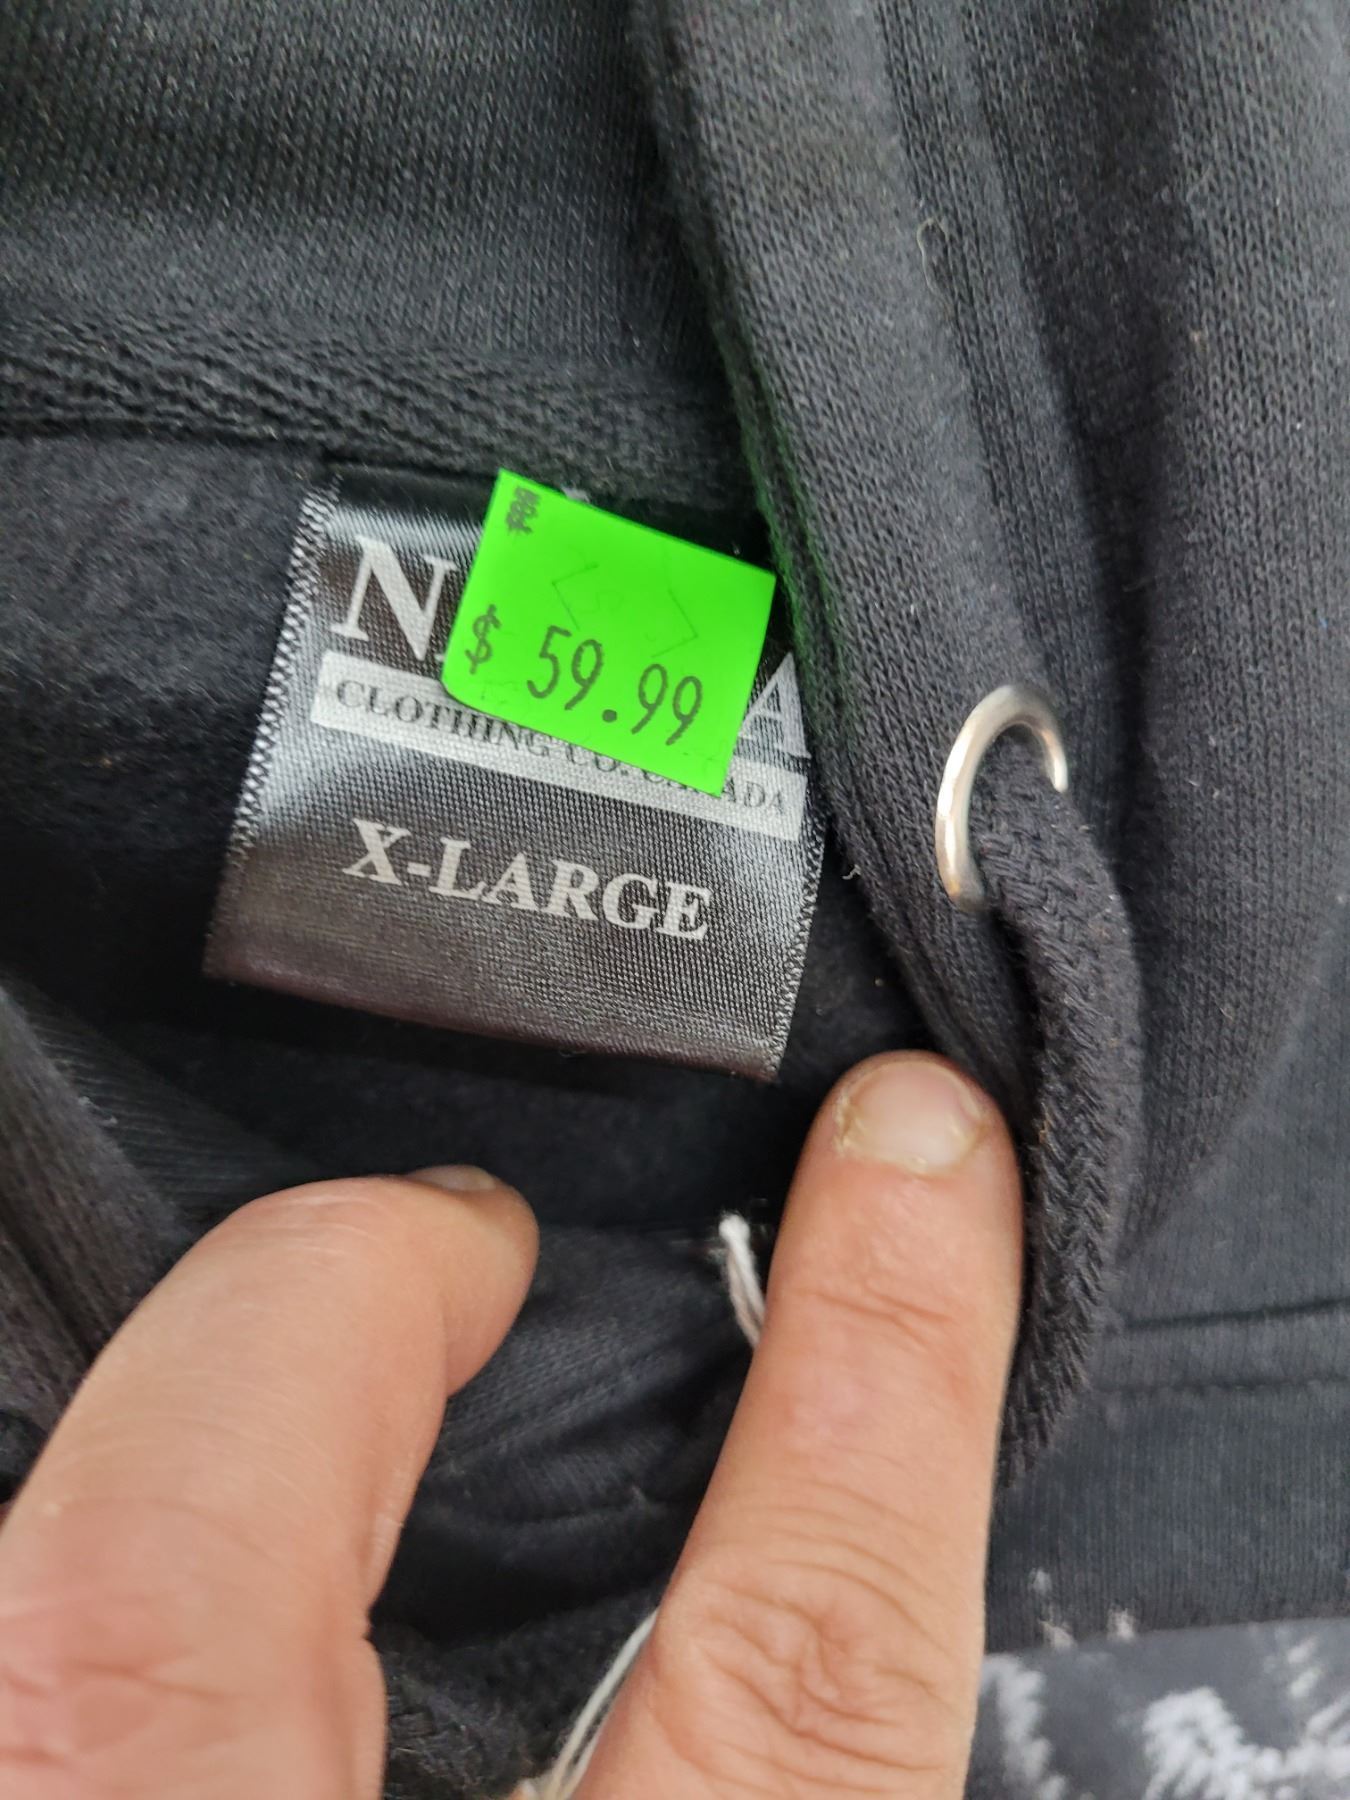 $ 59.99
CLOTHING CO.
X-LARGE